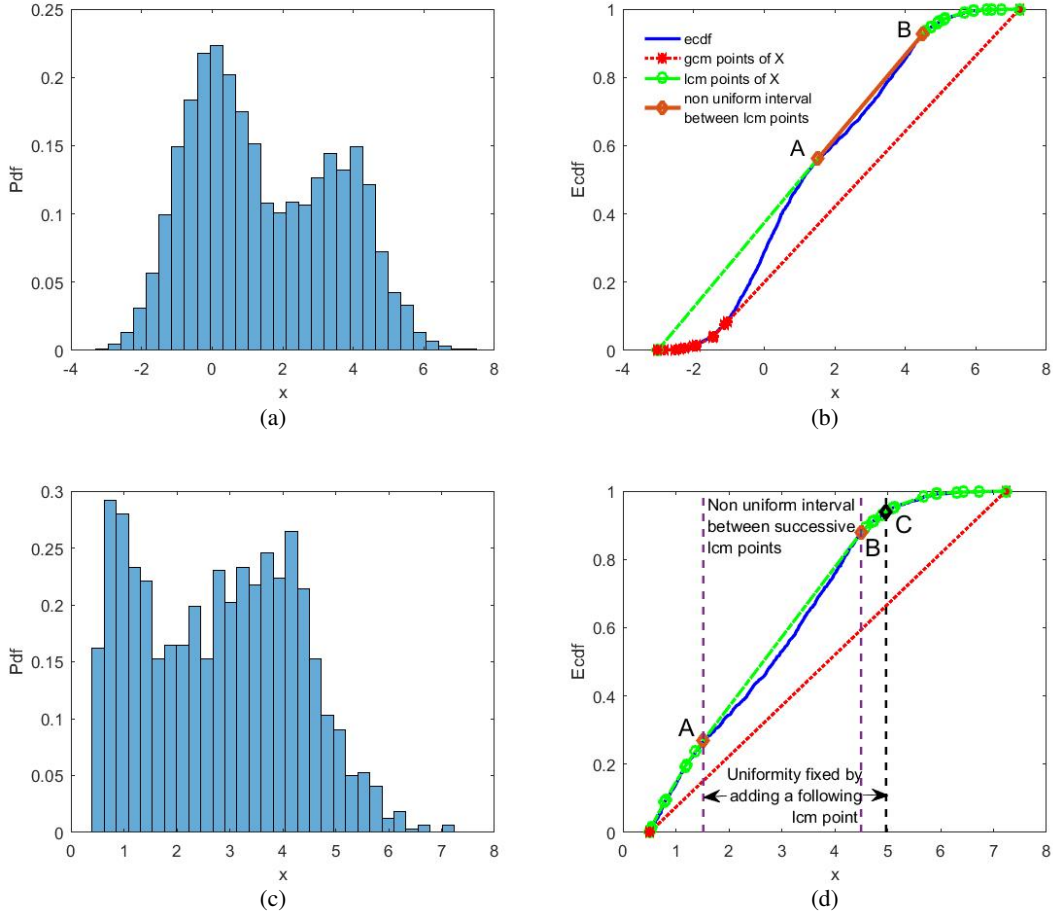 0.25
0.2
0.15
0.1
0.05
0
Pdf
-4
-2
0
2
4
6
8
x
(a)
1
0.8
0.6
0.4
0.2
0
Ecdf
ecdf
gcm points of X
lcm points of X
non uniform interval
between lcm points
A
B
-4
-2
0
2
4
6
8
x
(b)
0.3
0.25
0.2
0.15
0.1
0.05
0
Pdf
0
1
2
3
4
5
6
7
8
x
(c)
1
0.8
0.6
0.4
0.2
0
Ecdf
Non uniform interval
between successive
lcm points
A
B
C
Uniformity fixed by
adding a following
lcm point
0
1
2
3
4
5
6
7
8
x
(d)